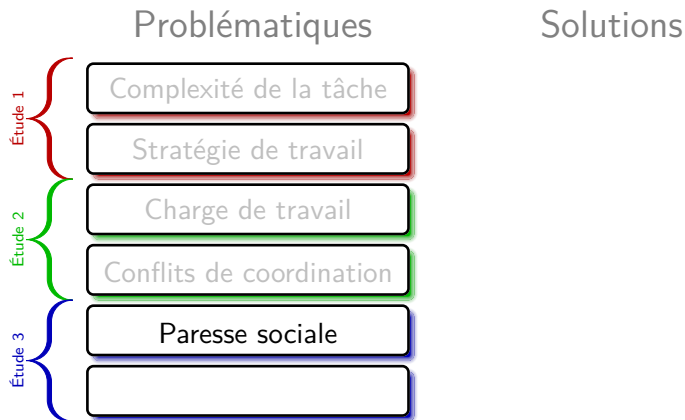 Problématiques
Solutions
Étude 1
Complexité de la tâche
Stratégie de travail
Étude 2
Charge de travail
Conflits de coordination
Étude 3
Paresse sociale